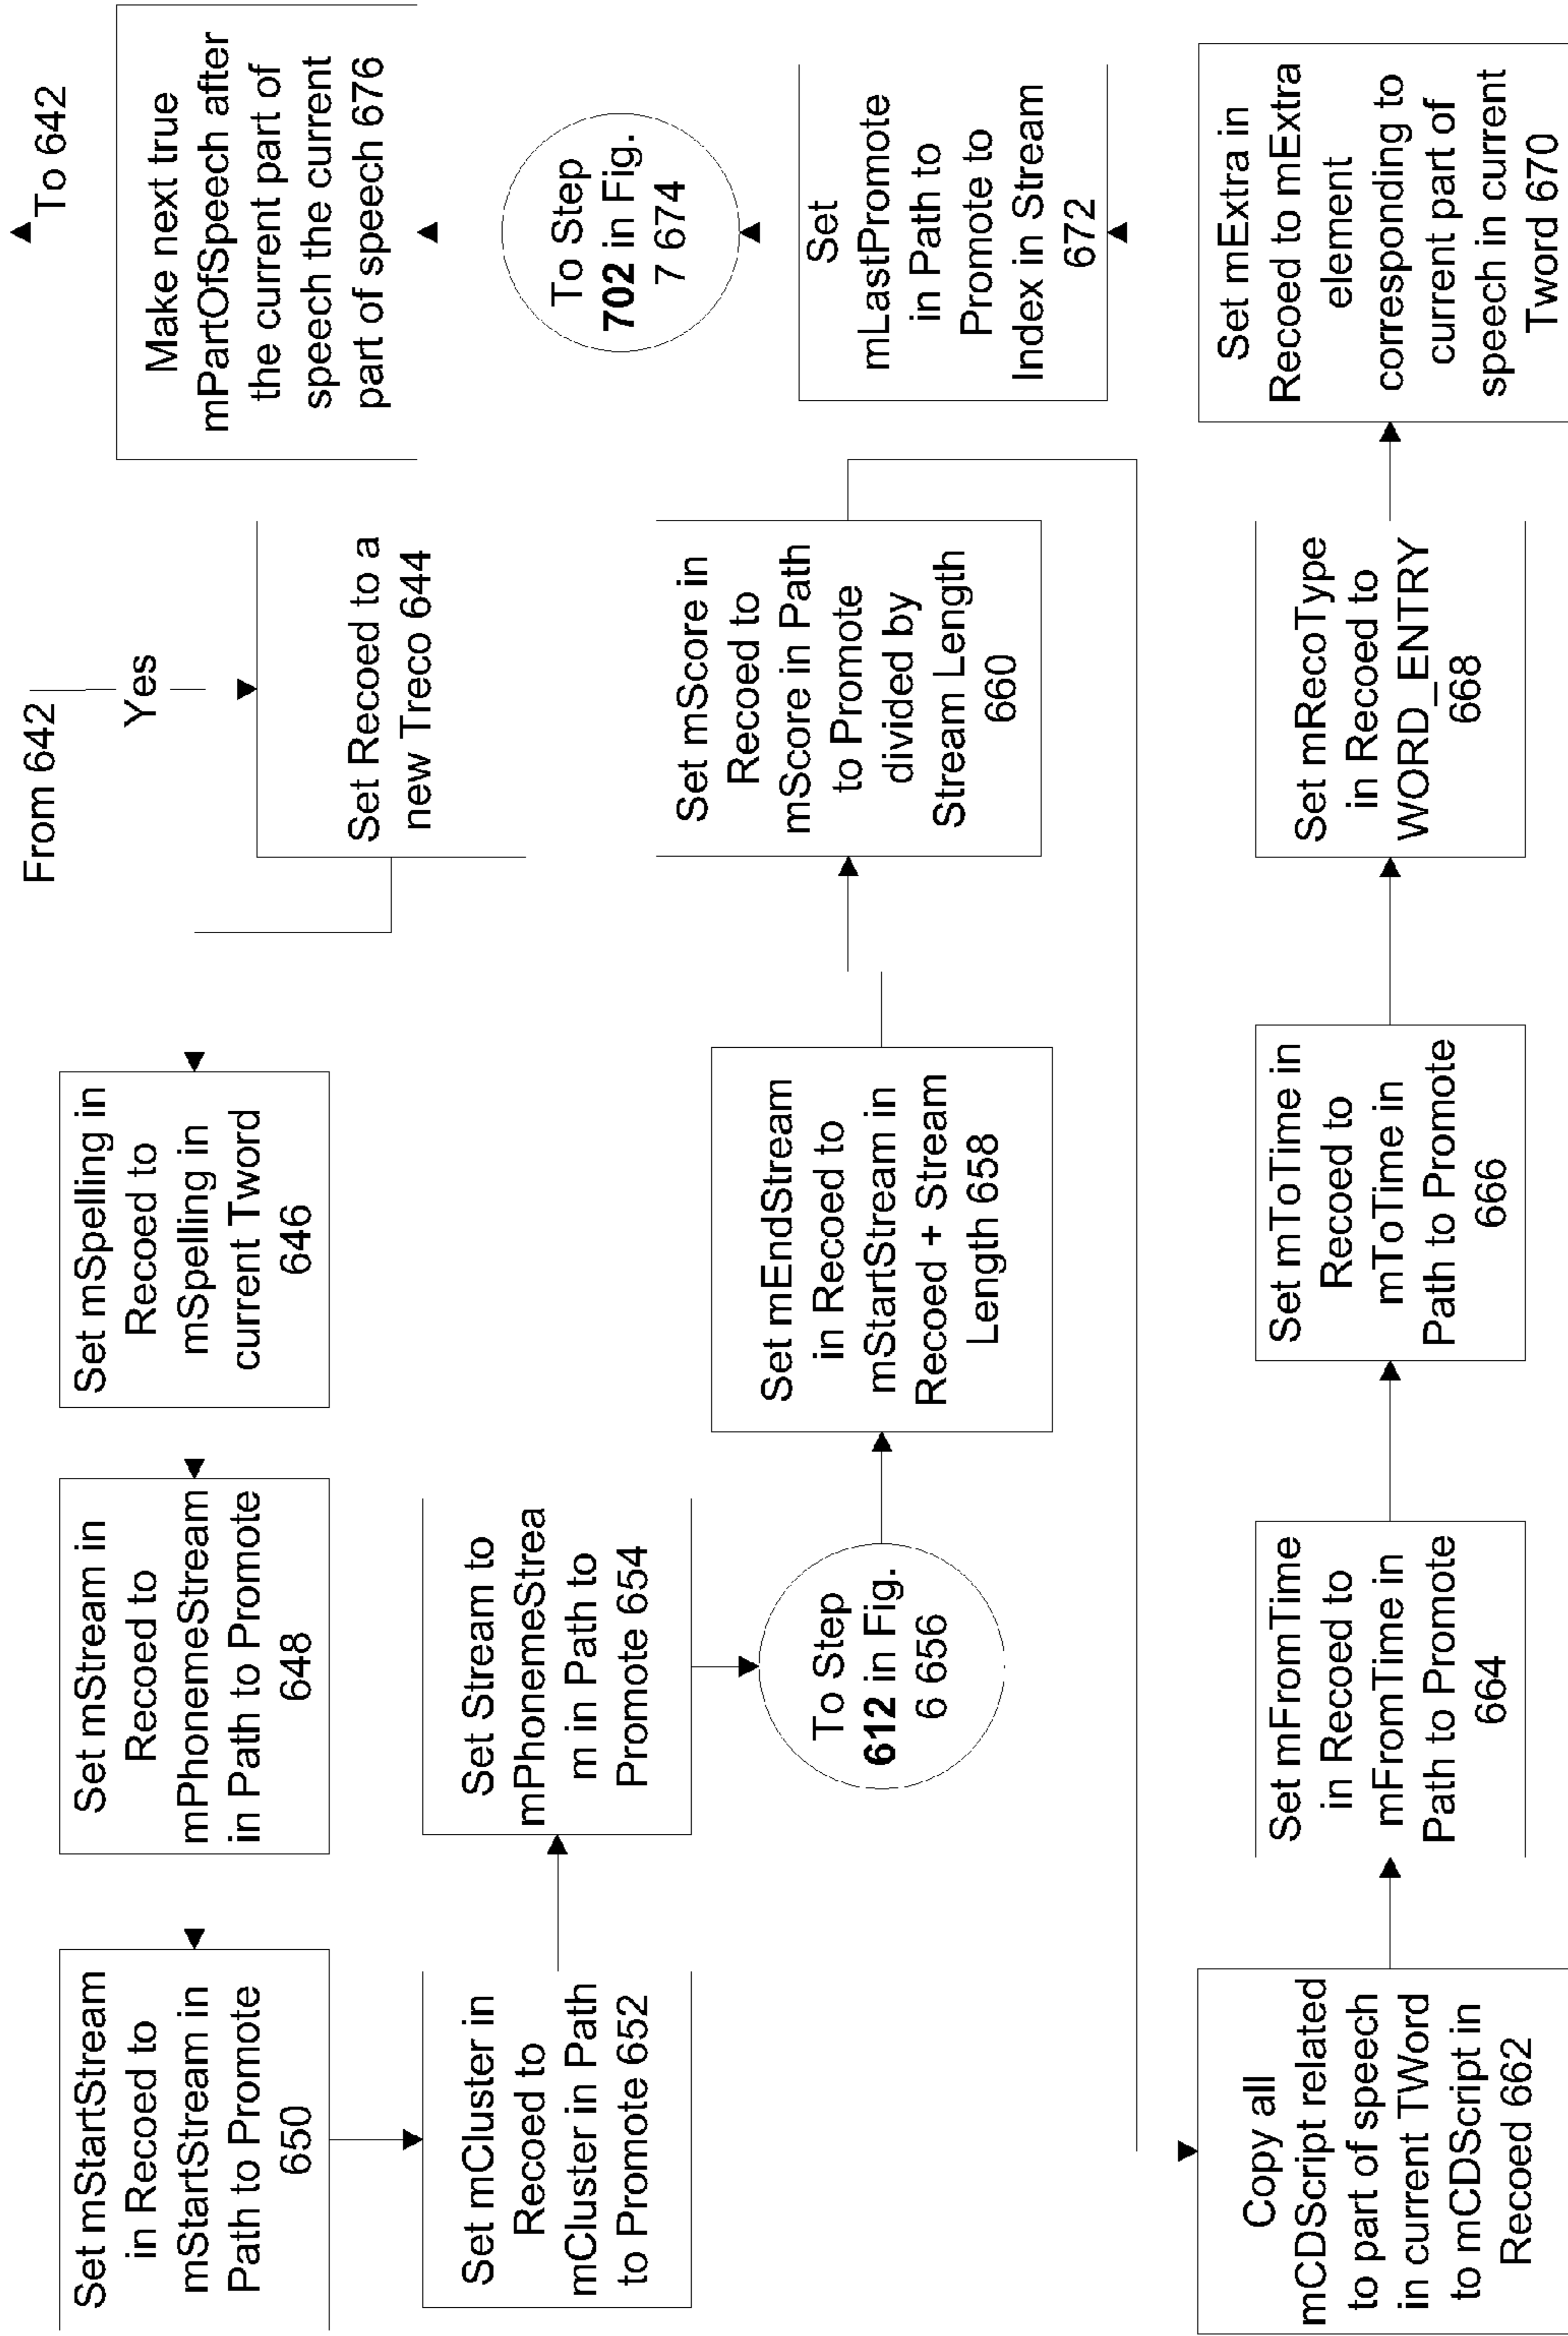 From 642
Yes
To 642
Set Recoed to a
new Treco 644
Set mSpelling in
Recoed to
mSpelling in
current Tword
646
Set mStream in
Recoed to
mPhonemeStream
in Path to Promote
648
Set mStartStream
in Recoed to
mStartStream in
Path to Promote
650
Set mCluster in
Recoed to
mCluster in Path
to Promote 652
Set Stream to
mPhonemeStrea
m in Path to
Promote 654
To Step
612 in Fig.
6 656
Set mEndStream
in Recoed to
mStartStream in
Recoed + Stream
Length 658
Set mScore in
Recoed to
mScore in Path
to Promote
divided by
Stream Length
660
Copy all
mCDScript related
to part of speech
in current TWord
to mCDScript in
Recoed 662
Set mFromTime
in Recoed to
mFromTime in
Path to Promote
664
Set mToTime in
Recoed to
mToTime in
Path to Promote
666
Set mRecoType
in Recoed to
WORD_ENTRY
668
Set mExtra in
Recoed to mExtra
element
corresponding to
current part of
speech in current
Tword 670
Set
mLastPromote
in Path to
Promote to
Index in Stream
672
To Step
702 in Fig.
7 674
Make next true
mPartOfSpeech after
the current part of
speech the current
part of speech 676